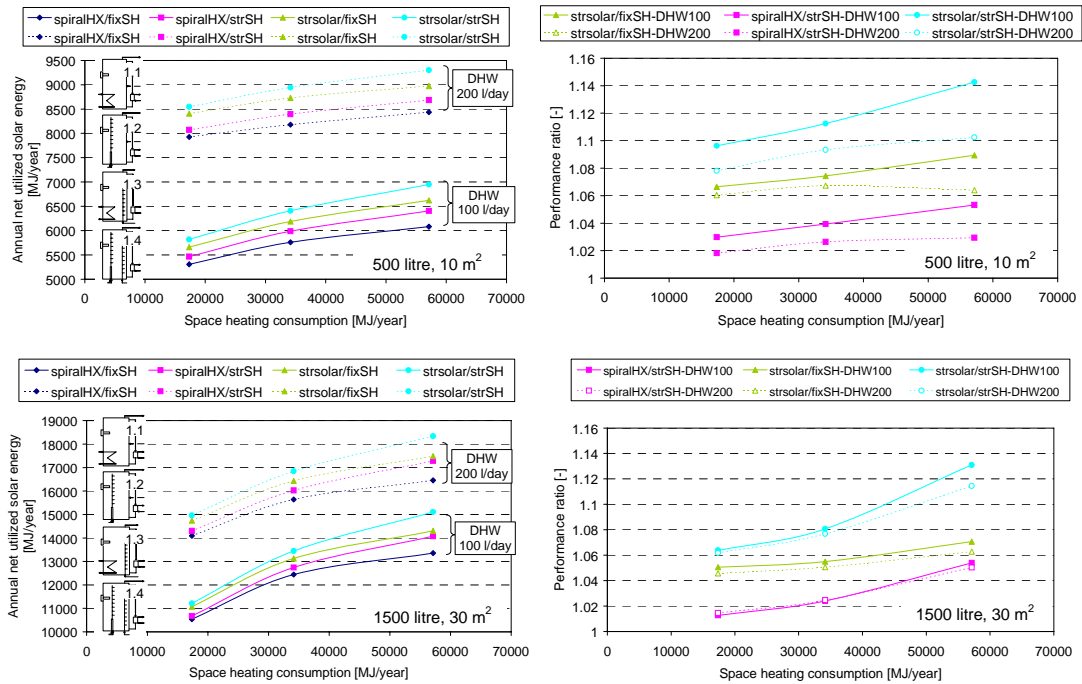 spiralHX/fixSH spiralHX/strSH strsolar/fixSH strsolar/strSH
spiralHX/fixSH spiralHX/strSH strsolar/fixSH strsolar/strSH
Annual net utilized solar energy
[MJ/year]
9500
9000
8500
8000
7500
7000
6500
6000
5500
5000
1.1
1.2
1.3
1.4
DHW
200 l/day
DHW
100 l/day
500 litre, 10 m²
0 10000 20000 30000 40000 50000 60000 70000
Space heating consumption [MJ/year]
strsolar/fixSH-DHW100 spiralHX/strSH-DHW100 strsolar/strSH-DHW100
strsolar/fixSH-DHW200 spiralHX/strSH-DHW200 strsolar/strSH-DHW200
Performance ratio [-]
1.16
1.14
1.12
1.1
1.08
1.06
1.04
1.02
1
500 litre, 10 m²
0 10000 20000 30000 40000 50000 60000 70000
Space heating consumption [MJ/year]
spiralHX/fixSH spiralHX/strSH strsolar/fixSH strsolar/strSH
spiralHX/fixSH spiralHX/strSH strsolar/fixSH strsolar/strSH
Annual net utilized solar energy
[MJ/year]
19000
18000
17000
16000
15000
14000
13000
12000
11000
10000
1.1
1.2
1.3
1.4
DHW
200 l/day
DHW
100 l/day
1500 litre, 30 m²
0 10000 20000 30000 40000 50000 60000 70000
Space heating consumption [MJ/year]
spiralHX/strSH-DHW100 strsolar/fixSH-DHW100 strsolar/strSH-DHW100
spiralHX/strSH-DHW200 strsolar/fixSH-DHW200 strsolar/strSH-DHW200
Performance ratio [-]
1.16
1.14
1.12
1.1
1.08
1.06
1.04
1.02
1
1500 litre, 30 m²
0 10000 20000 30000 40000 50000 60000 70000
Space heating consumption [MJ/year]